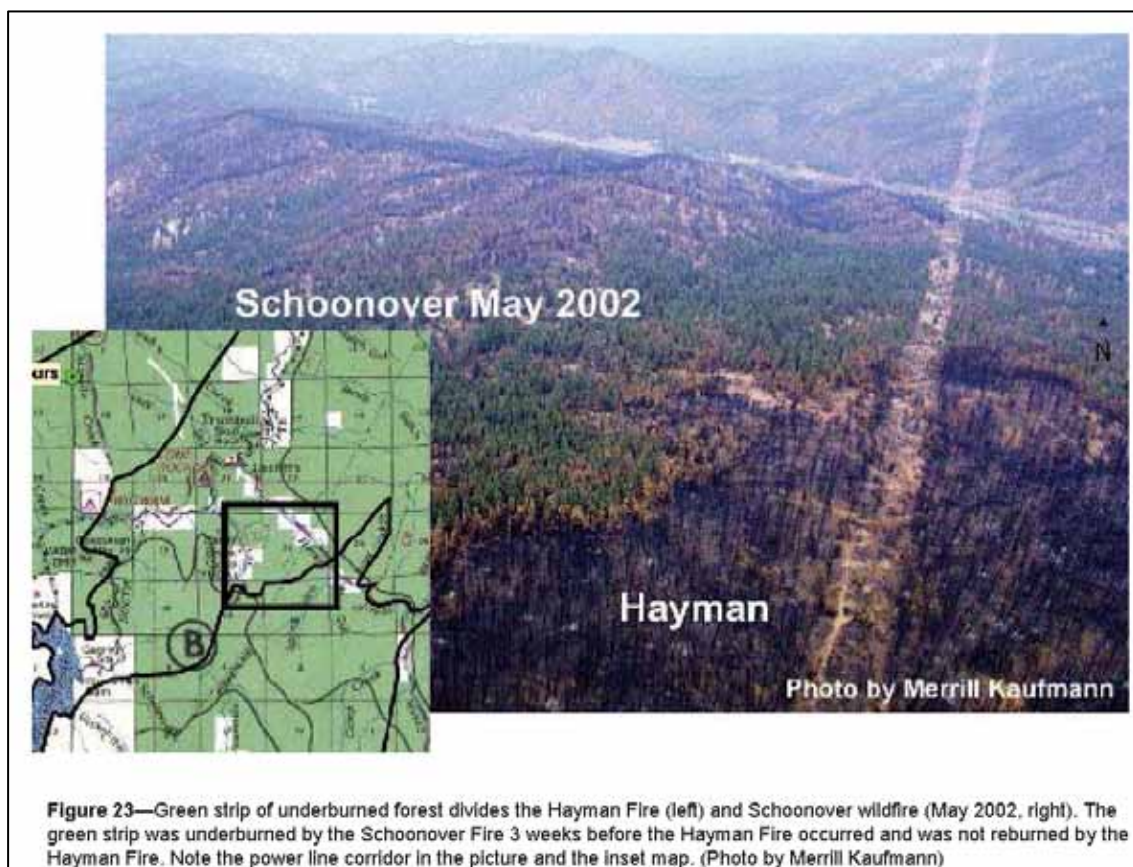 Schoonover May 2002
N
Hayman
Photo by Merrill Kaufmann
B
Figure 23—Green strip of underburned forest divides the Hayman Fire (left) and Schoonover wildfire (May 2002, right). The
green strip was underburned by the Schoonover Fire 3 weeks before the Hayman Fire occurred and was not reburned by the
Hayman Fire. Note the power line corridor in the picture and the inset map. (Photo by Merrill Kaufmann)